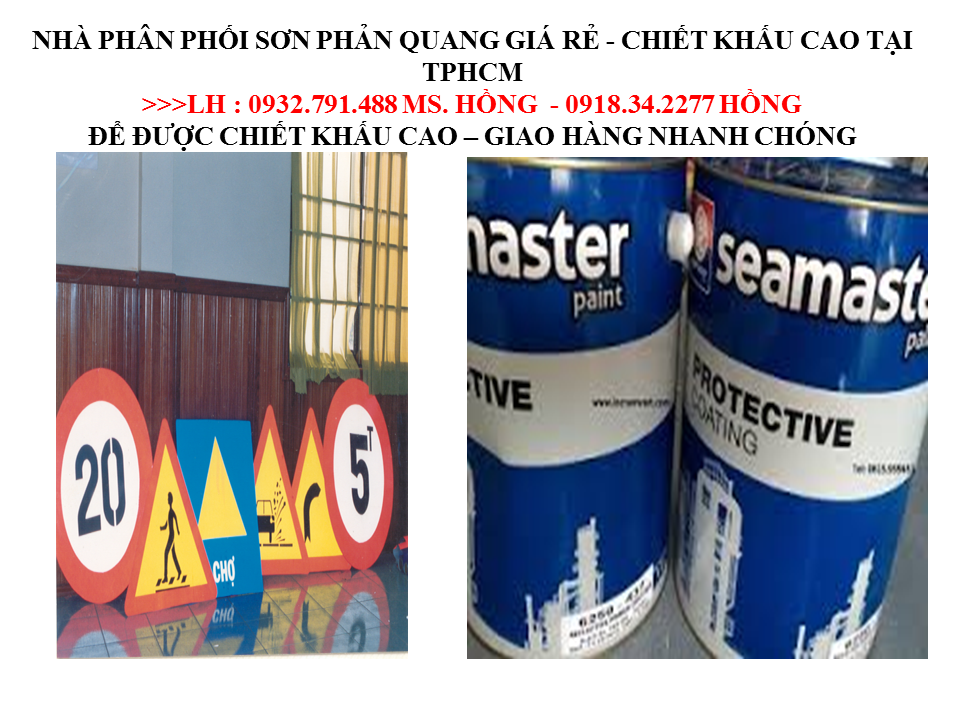 NHÀ PHÂN PHỐI SƠN PHẢN QUANG GIÁ RẺ - CHIẾT KHẤU CAO TẠI
TPHCM
>>>LH : 0932.791.488 MS. HỒNG - 0918.34.2277 HỒNG
ĐỂ ĐƯỢC CHIẾT KHẤU CAO – GIAO HÀNG NHANH CHÓNG
20
CHỢ
5T
master
paint
CTIVE
seamaste
pai
PROTECTIVE
COATING
6250 -